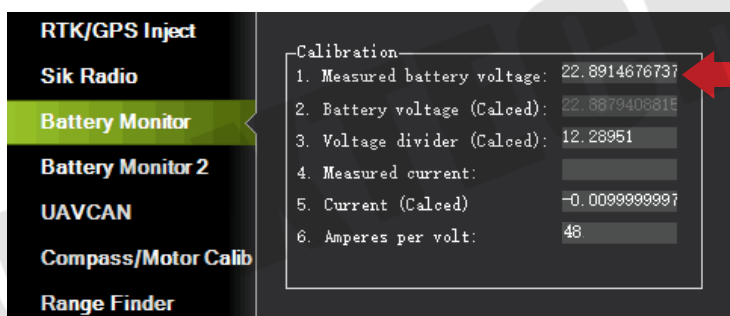 RTK/GPS Inject
Sik Radio
Battery Monitor
Battery Monitor 2
UAVCAN
Compass/Motor Calib
Range Finder
Calibration
1. Measured battery voltage: 22.8914676737
2. Battery voltage (Calced): 22.8879408815
3. Voltage divider (Calced): 12.28951
4. Measured current:
5. Current (Calced) -0.0099999997
6. Amperes per volt: 48